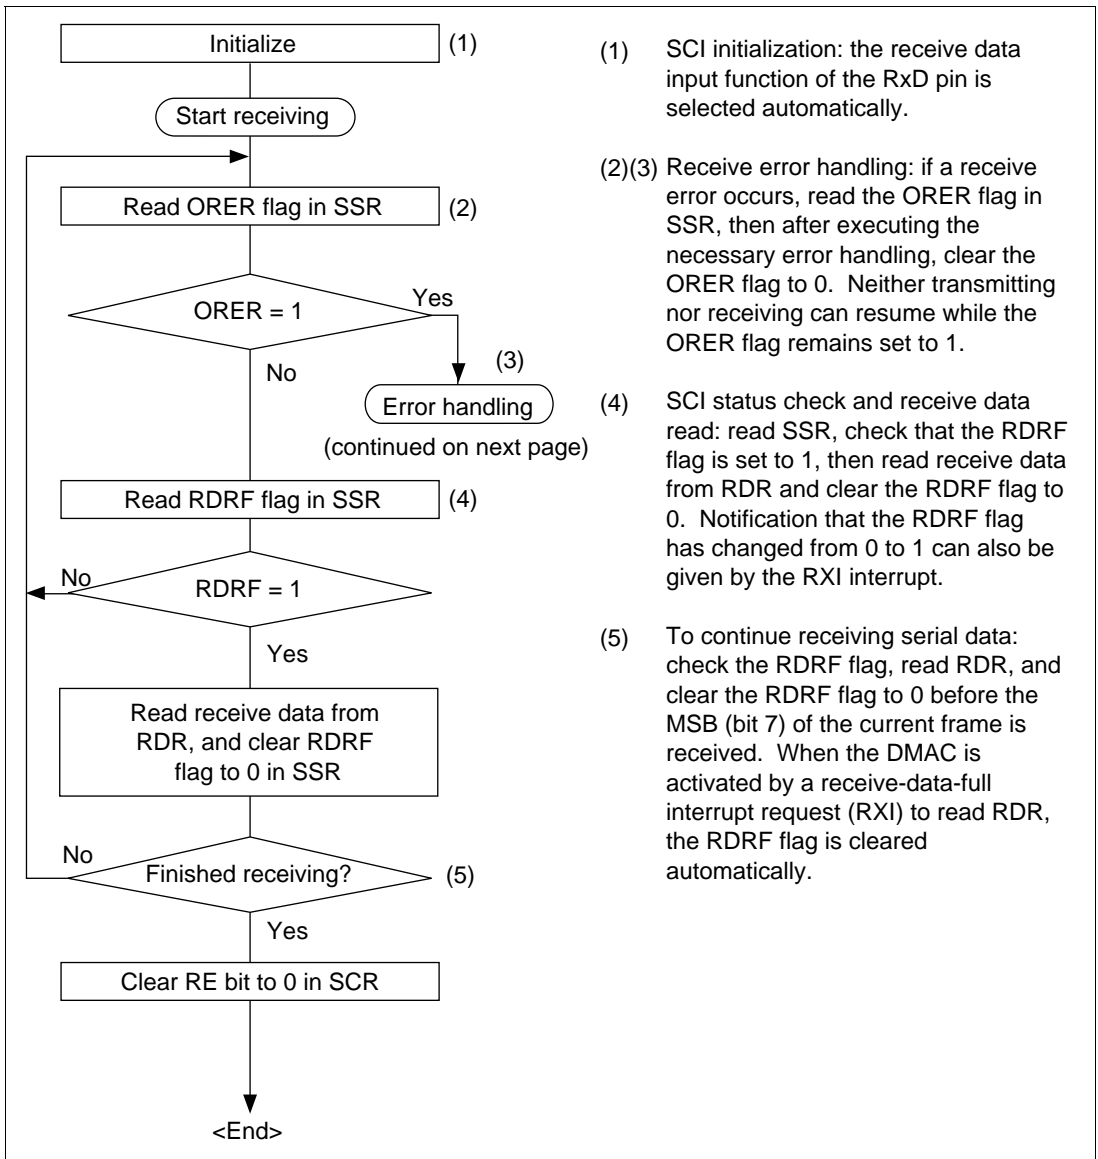 Initialize
(1)
Start receiving
Read ORER flag in SSR
(2)
ORER = 1
Yes
No
(3)
Error handling
(continued on next page)
Read RDRF flag in SSR
(4)
No
RDRF = 1
Yes
Read receive data from
RDR, and clear RDRF
flag to 0 in SSR
No
Finished receiving?
(5)
Yes
Clear RE bit to 0 in SCR
<End>
(1) SCI initialization: the receive data
input function of the RxD pin is
selected automatically.
(2)(3) Receive error handling: if a receive
error occurs, read the ORER flag in
SSR, then after executing the
necessary error handling, clear the
ORER flag to 0. Neither transmitting
nor receiving can resume while the
ORER flag remains set to 1.
(4) SCI status check and receive data
read: read SSR, check that the RDRF
flag is set to 1, then read receive data
from RDR and clear the RDRF flag to
0. Notification that the RDRF flag
has changed from 0 to 1 can also be
given by the RXI interrupt.
(5) To continue receiving serial data:
check the RDRF flag, read RDR, and
clear the RDRF flag to 0 before the
MSB (bit 7) of the current frame is
received. When the DMAC is
activated by a receive-data-full
interrupt request (RXI) to read RDR,
the RDRF flag is cleared
automatically.